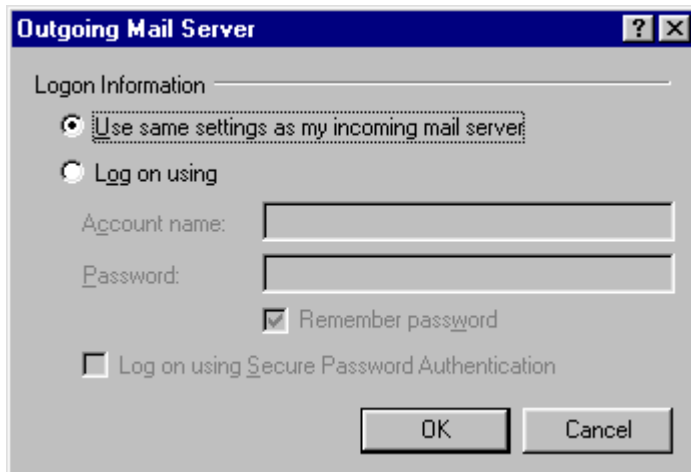 Outgoing Mail Server
Logon Information
Use same settings as my incoming mail server
Log on using
Account name:
Password:
Remember password
Log on using Secure Password Authentication
OK Cancel